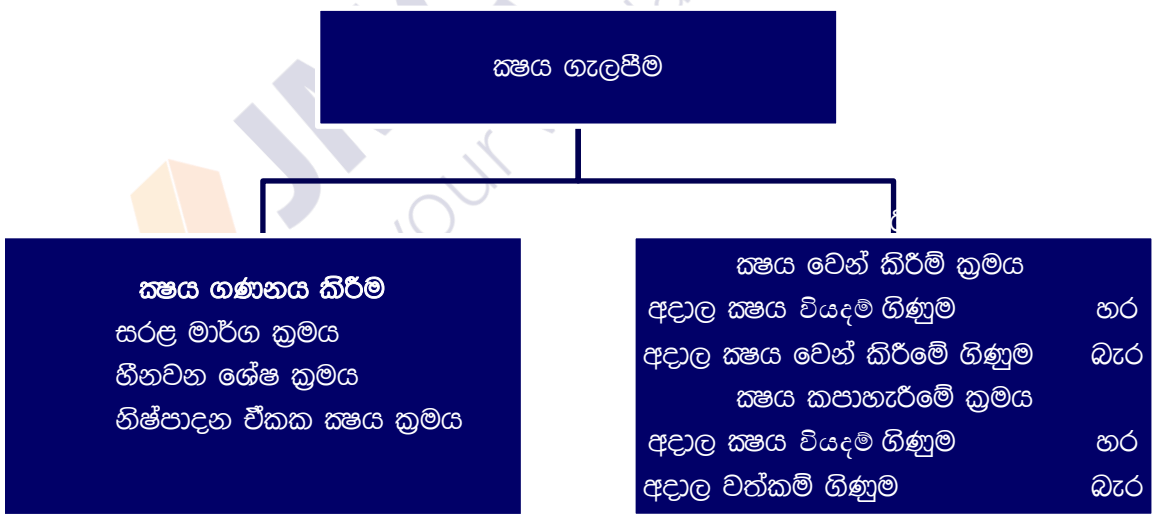 ක්‍ෂය ගැලපීම
ක්‍ෂය ගණනය කිරීම
සරළ මාර්ග ක්‍රමය
හීනවන ශේෂ ක්‍රමය
නිෂ්පාදන ඒකක ක්‍ෂය ක්‍රමය
ක්‍ෂය වෙන් කිරීම් ක්‍රමය
අදාල ක්‍ෂය වියදම් ගිණුම හර
අදාල ක්‍ෂය වෙන් කිරීමේ ගිණුම බැර
ක්‍ෂය කපාහැරීමේ ක්‍රමය
අදාල ක්‍ෂය වියදම් ගිණුම හර
අදාල වත්කම් ගිණුම බැර